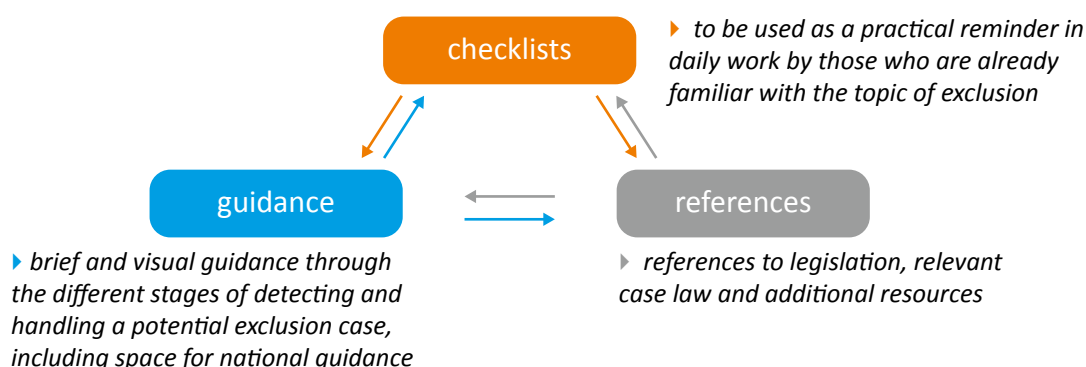 checklists
▸ to be used as a practical reminder in
daily work by those who are already
familiar with the topic of exclusion
guidance
references
▸ brief and visual guidance through
the different stages of detecting and
handling a potential exclusion case,
including space for national guidance
▸ references to legislation, relevant
case law and additional resources